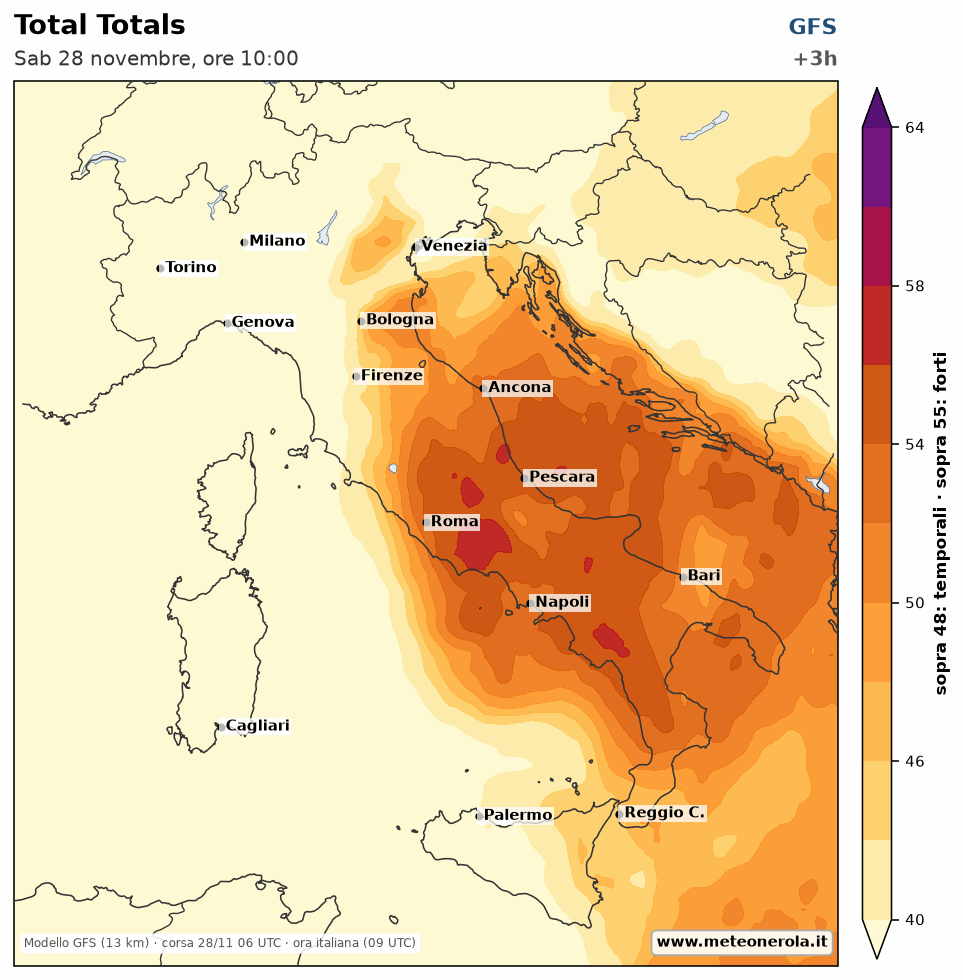 Total Totals
GFS
Sab 28 novembre, ore 10:00
+3h
64
Milano
Venezia
Torino
58
Bologna
Genova
Firenze
Ancona
54
Pescara
Roma
Bari
50
Napoli
sopra 48: temporali · sopra 55: forti
Cagliari
46
Palermo
Reggio C.
40
Modello GFS (13 km) · corsa 28/11 06 UTC · ora italiana (09 UTC)
www.meteonerola.it